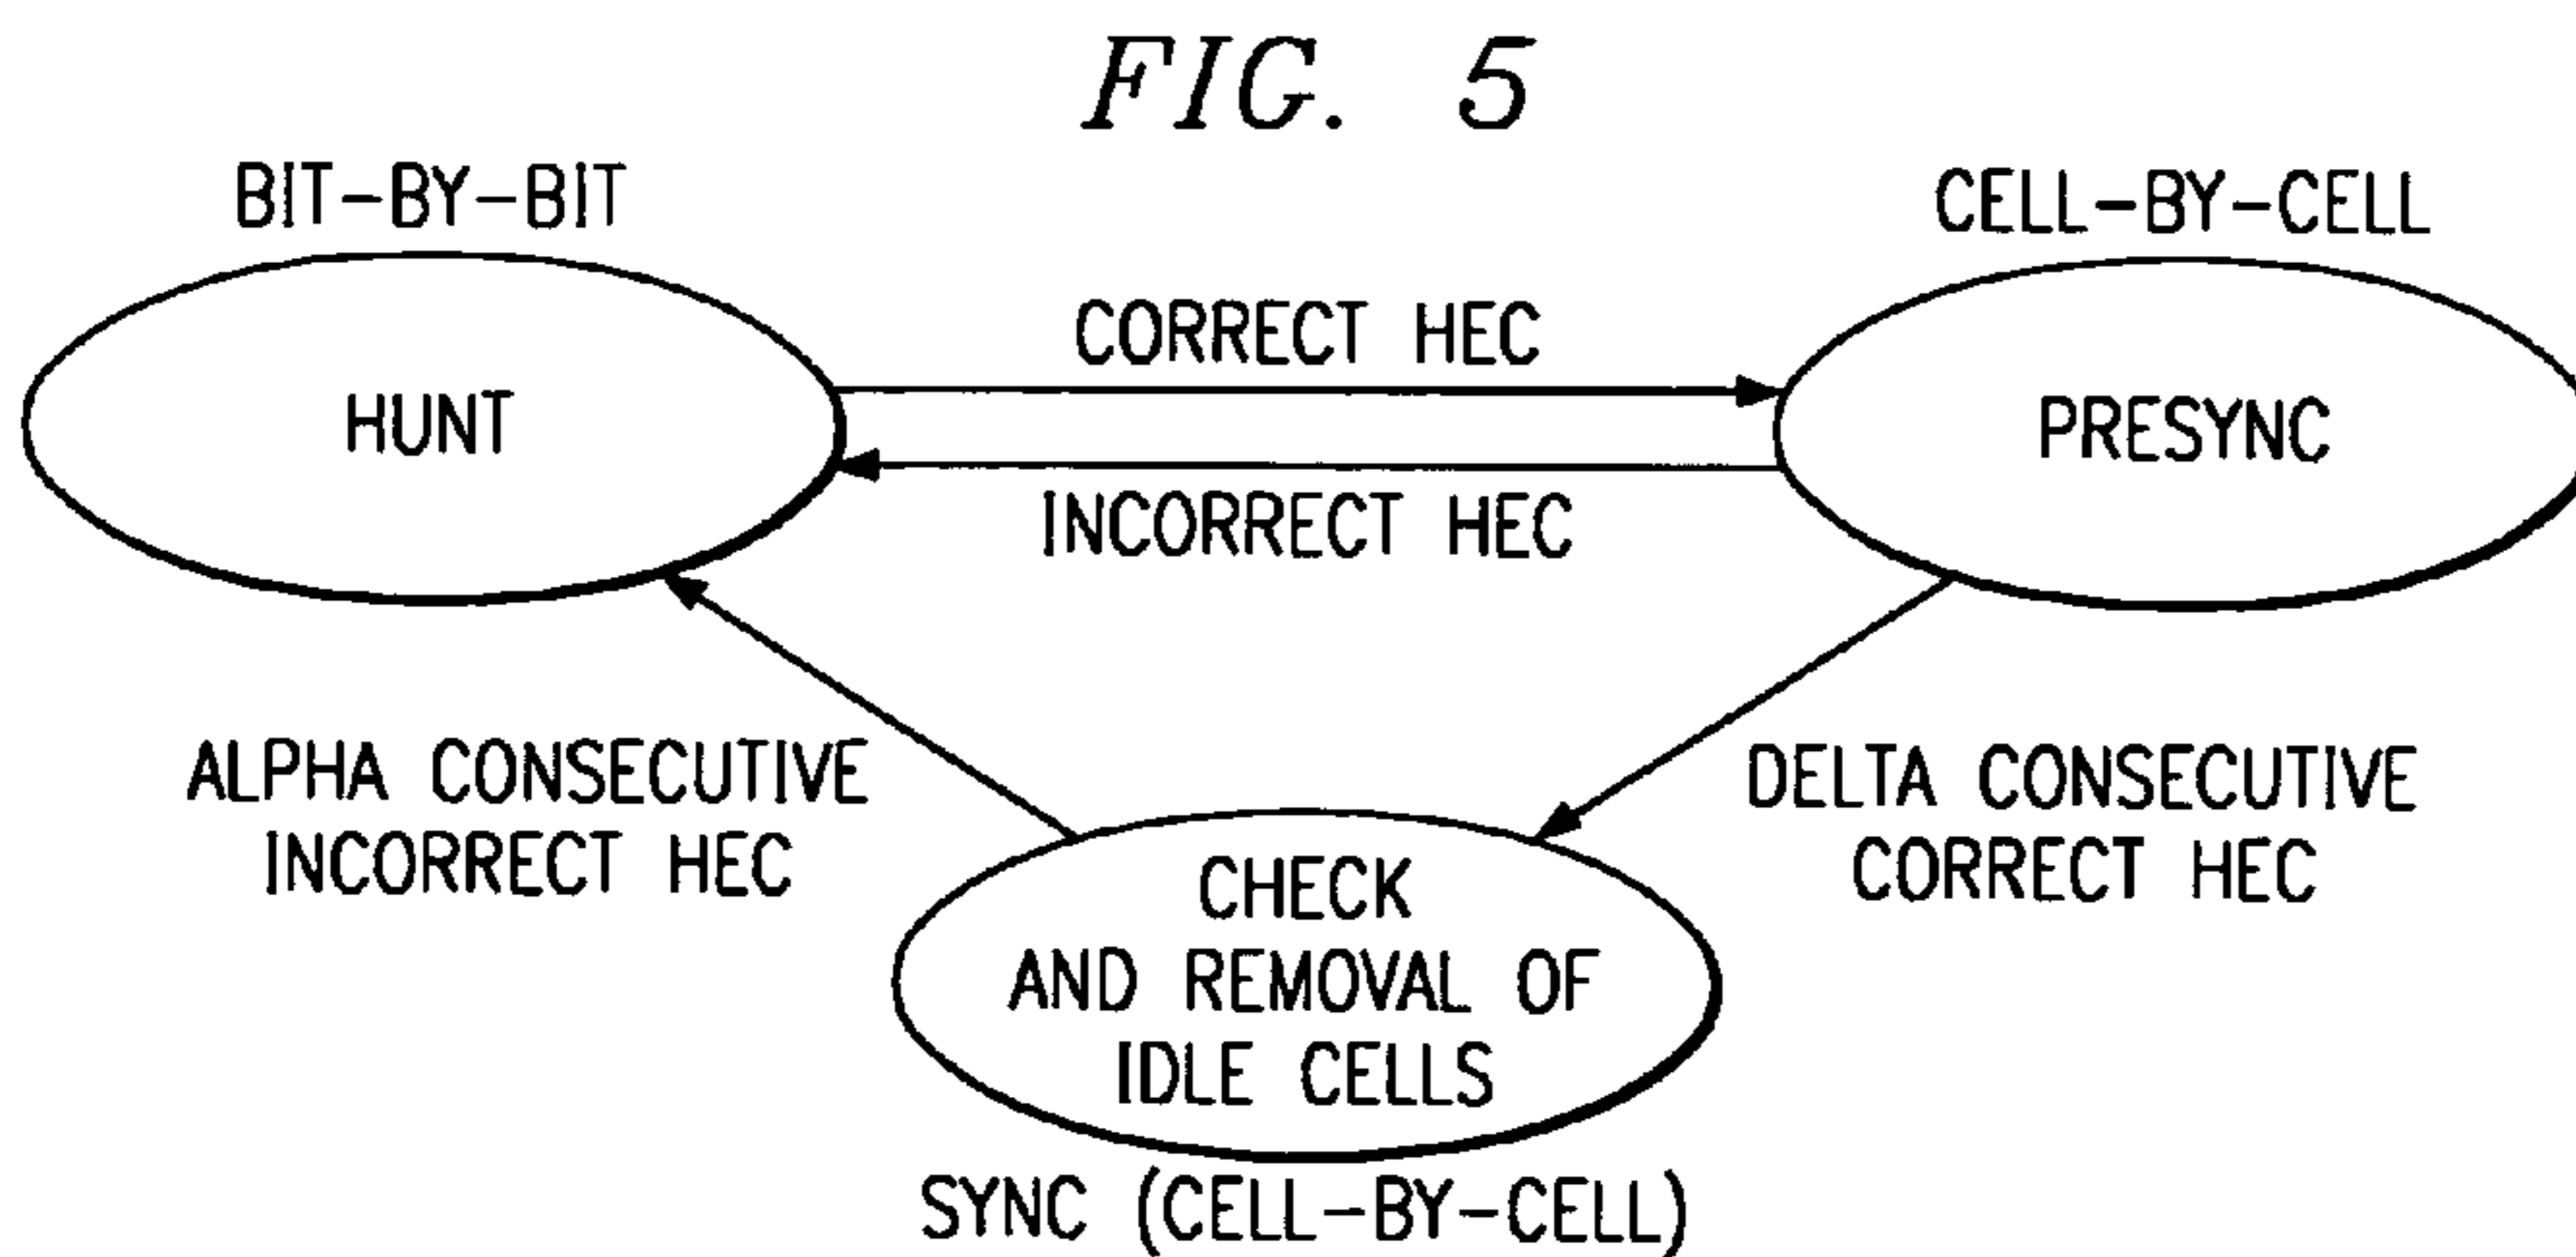 FIG. 5
BIT-BY-BIT
CELL-BY-CELL
HUNT
CORRECT HEC
INCORRECT HEC
PRESYNC
ALPHA CONSECUTIVE
INCORRECT HEC
DELTA CONSECUTIVE
CORRECT HEC
CHECK
AND REMOVAL OF
IDLE CELLS
SYNC (CELL-BY-CELL)